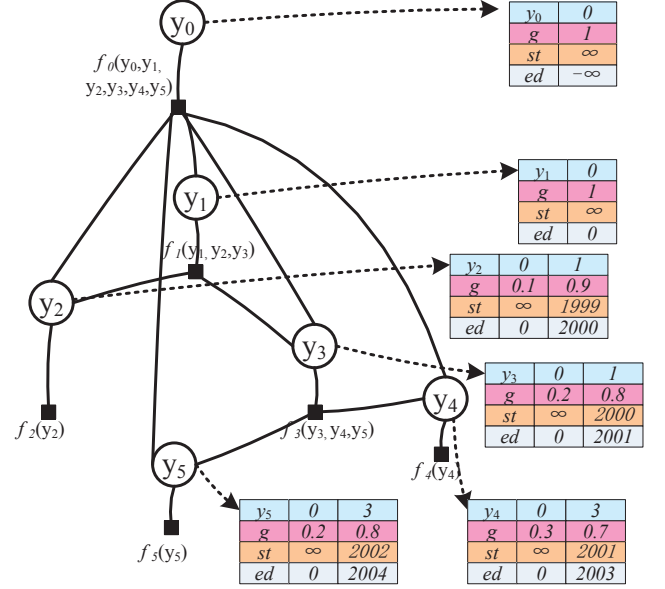 y0
f0(y0,y1,
y2,y3,y4,y5)
y0 0
g 1
st ∞
ed −∞
y1
y1 0
g 1
st ∞
ed 0
f1(y1, y2,y3)
y2
y2 0 1
g 0.1 0.9
st ∞ 1999
ed 0 2000
y3
y3 0 1
g 0.2 0.8
st ∞ 2000
ed 0 2001
y4
f2(y2)
f3(y3, y4,y5)
f4(y4)
y5
f5(y5)
y5 0 3
g 0.2 0.8
st ∞ 2002
ed 0 2004
y4 0 3
g 0.3 0.7
st ∞ 2001
ed 0 2003